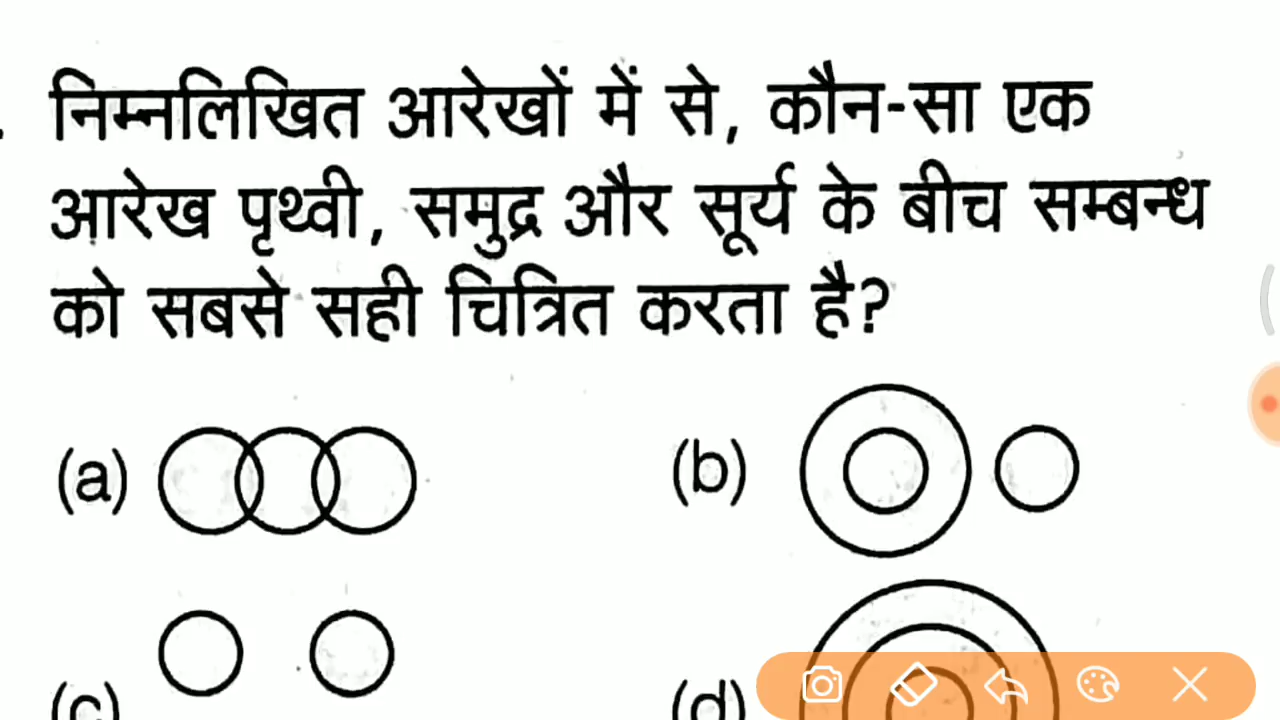 निम्नलिखित आरेखों में से, कौन-सा एक
आरेख पृथ्वी, समुद्र और सूर्य के बीच सम्बन्ध
को सबसे सही चित्रित करता है?
(a) (b)
(c) (d)